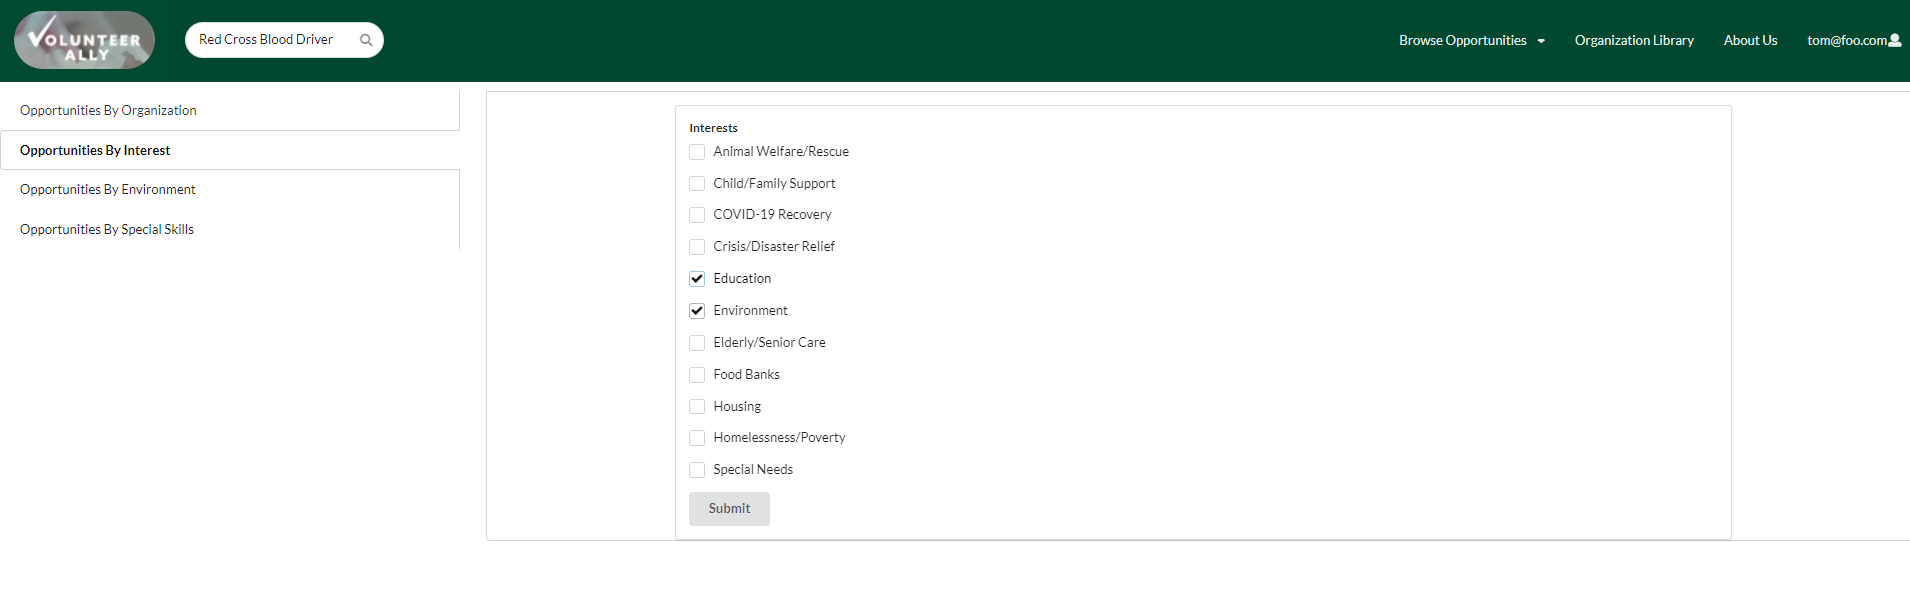 VOLUNTEER
ALLY
Red Cross Blood Driver
Browse Opportunities
Organization Library
About Us
tom@foo.com
Opportunities By Organization
Opportunities By Interest
Opportunities By Environment
Opportunities By Special Skills
Interests
Animal Welfare/Rescue
Child/Family Support
COVID-19 Recovery
Crisis/Disaster Relief
Education
Environment
Elderly/Senior Care
Food Banks
Housing
Homelessness/Poverty
Special Needs
Submit